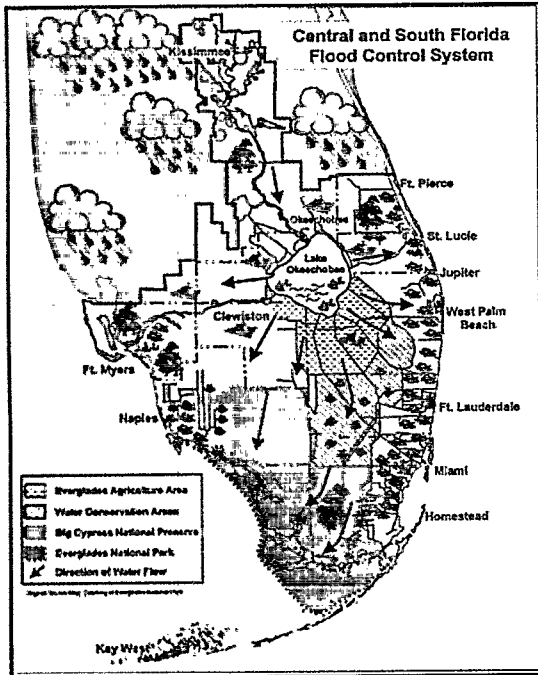 Central and South Florida
Flood Control System
Kissimmee
Ft. Pierce
Okeechobee
St. Lucie
Lake
Okeechobee
Jupiter
Clewiston
West Palm
Beach
Ft. Myers
Naples
Ft. Lauderdale
Miami
Homestead
Everglades Agriculture Area
Water Conservation Areas
Big Cypress National Preserve
Everglades National Park
Direction of Water Flow
Key West